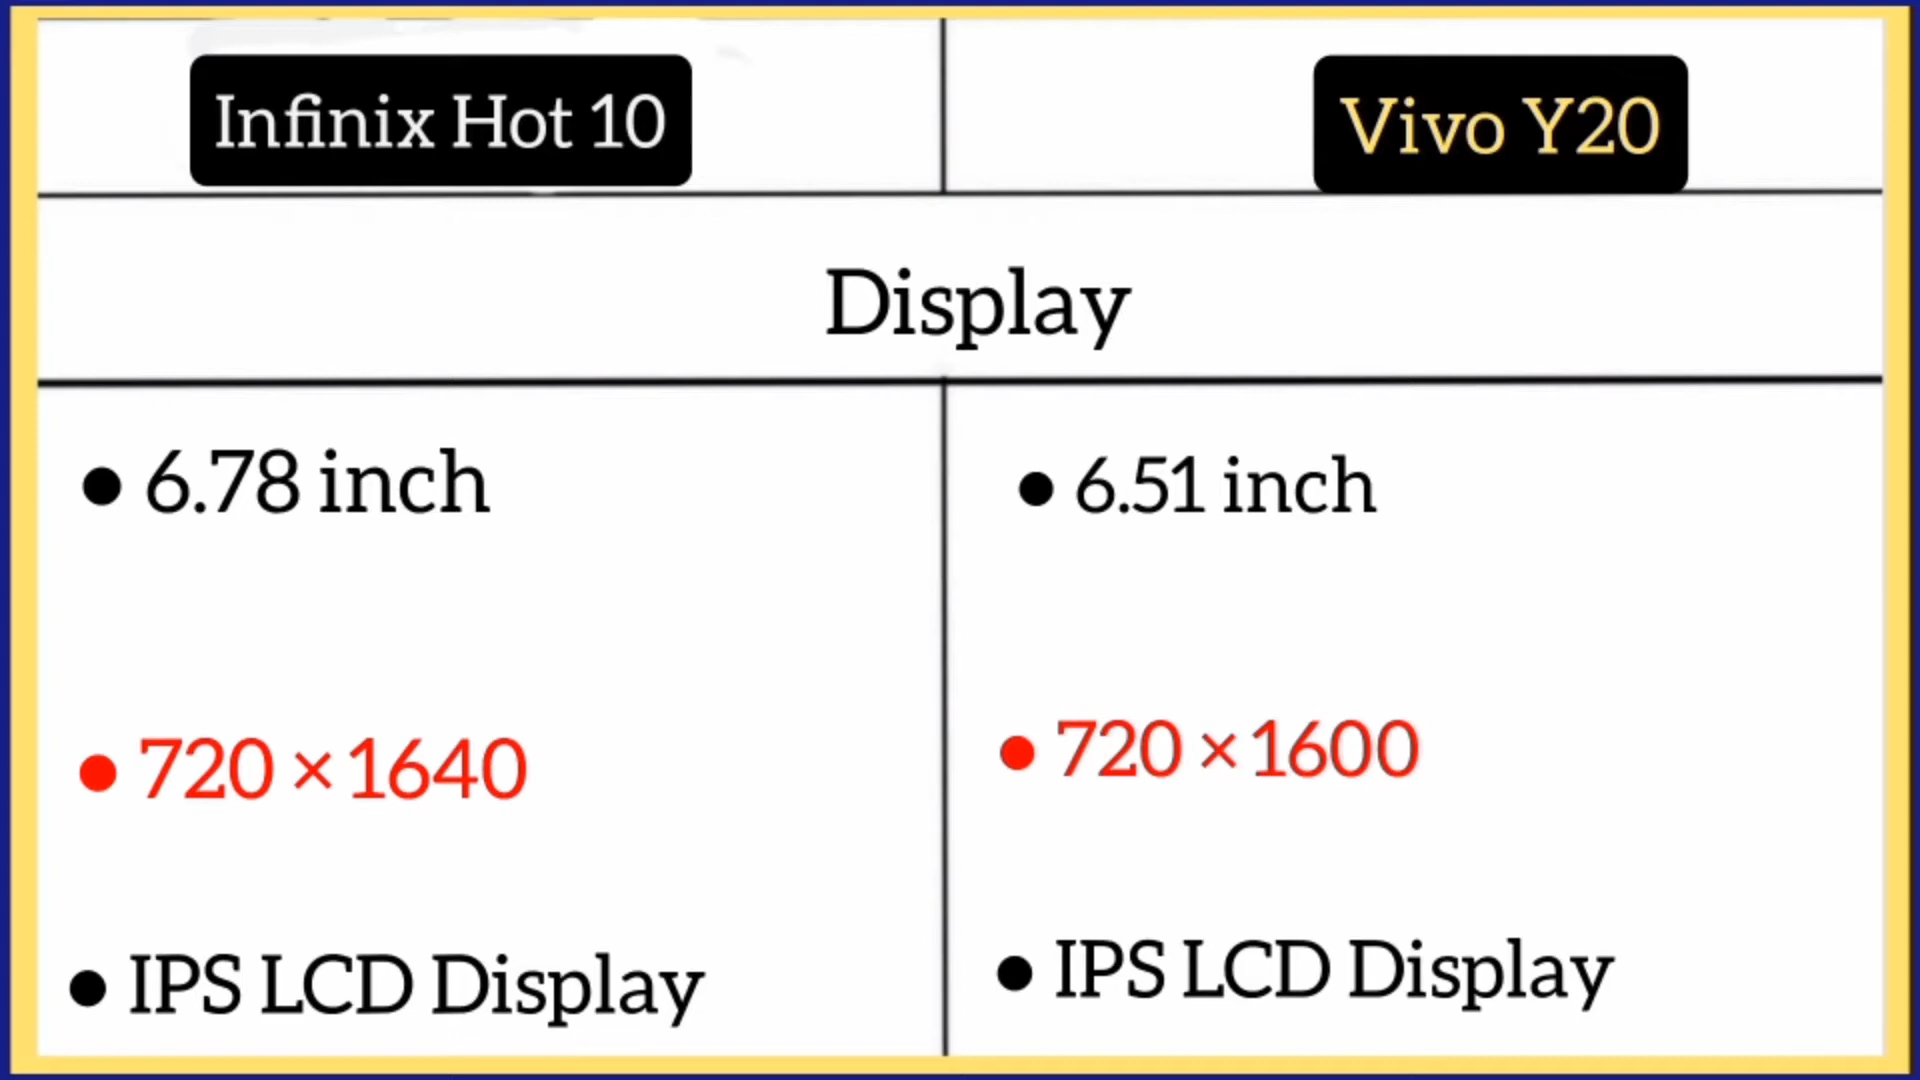 Infinix Hot 10
Vivo Y20
Display
• 6.78 inch
• 6.51 inch
• 720 × 1640
• 720 × 1600
• IPS LCD Display
• IPS LCD Display